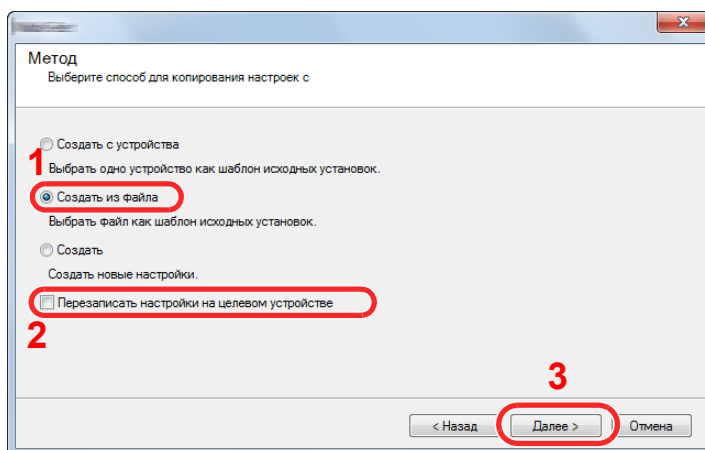 Метод
Выберите способ для копирования настроек с
Создать с устройства
1
Выбрать одно устройство как шаблон исходных установок.
Создать из файла
Выбрать файл как шаблон исходных установок.
Создать
Создать новые настройки.
Перезаписать настройки на целевом устройстве
2
3
< Назад Далее > Отмена